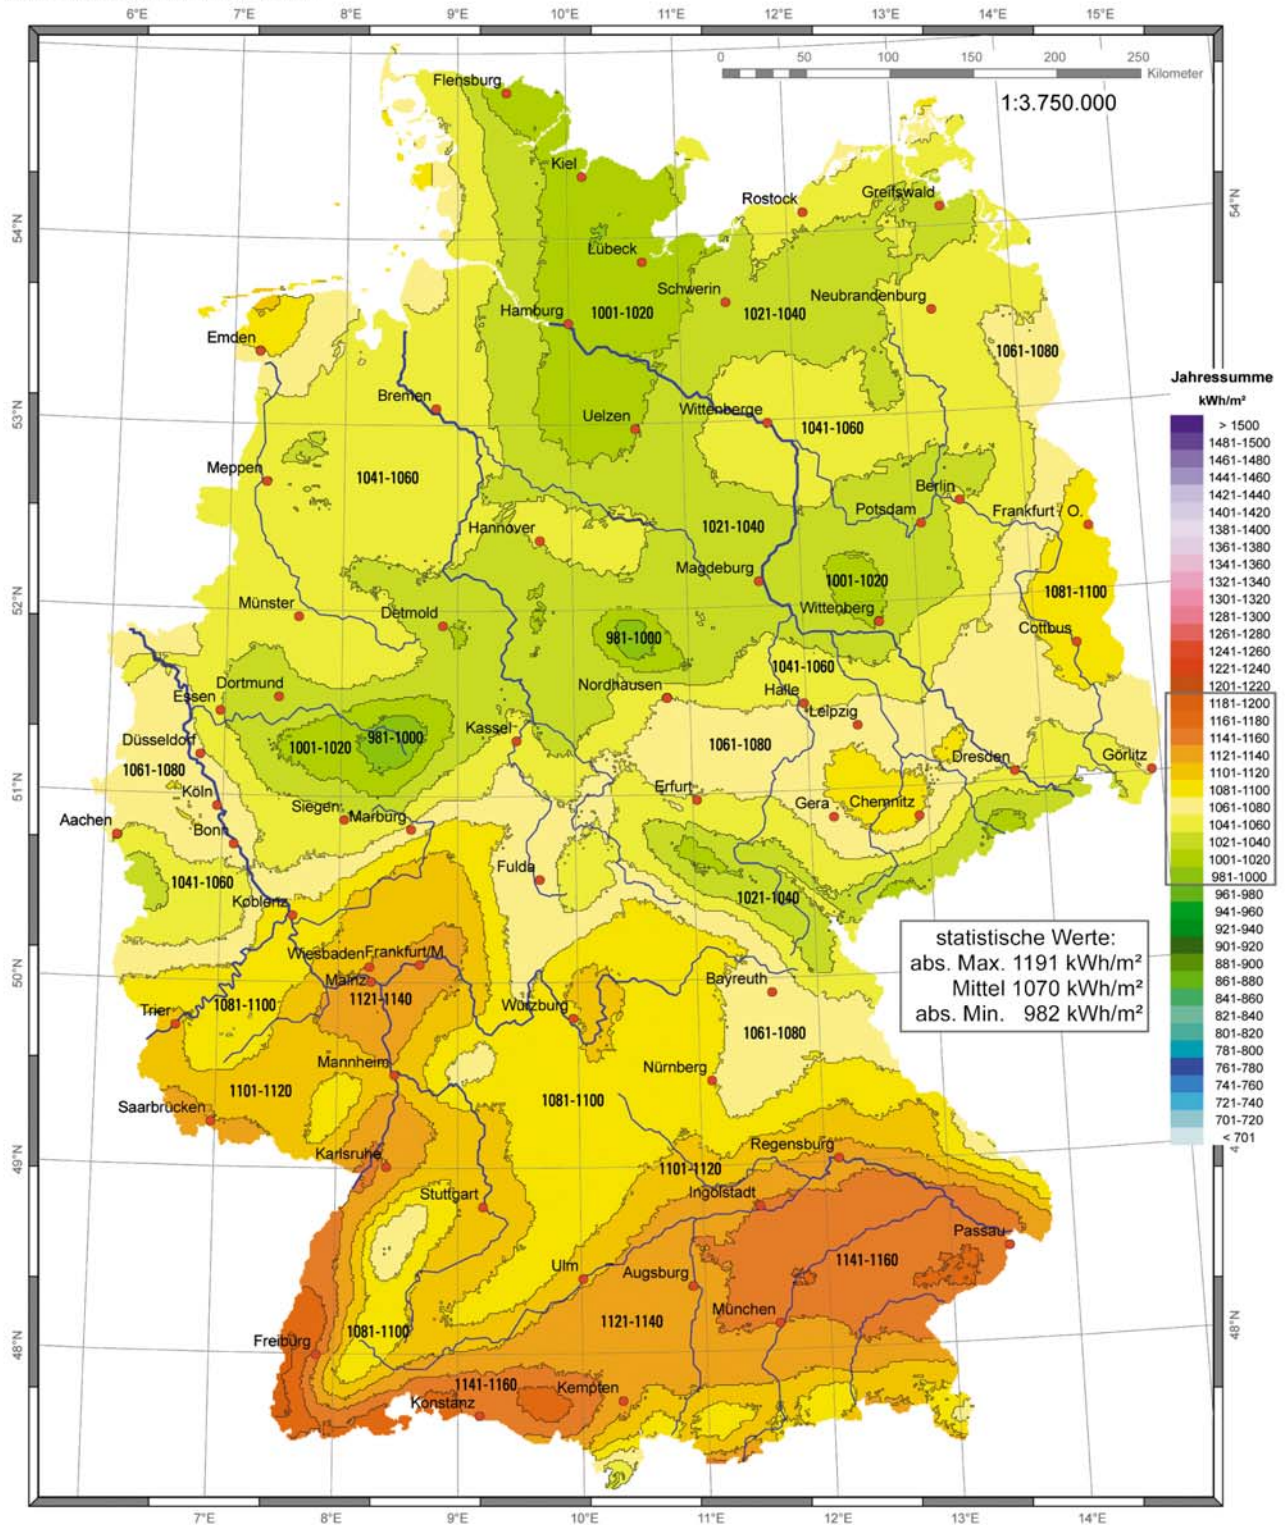 6°E 7°E 8°E 9°E 10°E 11°E 12°E 13°E 14°E 15°E
0 50 100 150 200 250 Kilometer
1:3.750.000
Flensburg
Kiel
Rostock
Greifswald
54°N
54°N
Lübeck
Schwerin
Neubrandenburg
Hamburg
1001-1020
1021-1040
Emden
1061-1080
53°N
Bremen
Uelzen
Wittenberge
1041-1060
Meppen
1041-1060
Berlin
Potsdam
Frankfurt / O.
Hannover
1021-1040
Magdeburg
1001-1020
1081-1100
52°N
Münster
Detmold
Wittenberg
Cottbus
981-1000
1041-1060
Dortmund
Essen
Nordhausen
Halle
Leipzig
Kassel
1001-1020
981-1000
Düsseldorf
1061-1080
1061-1080
Dresden
Görlitz
51°N
Köln
Siegen
Marburg
Erfurt
Gera
Chemnitz
Aachen
Bonn
Fulda
1041-1060
1021-1040
Koblenz
Wiesbaden
Frankfurt/M.
50°N
Mainz
1121-1140
Bayreuth
Trier
1081-1100
Würzburg
1061-1080
Mannheim
Nürnberg
1101-1120
1081-1100
Saarbrücken
49°N
Karlsruhe
Regensburg
1101-1120
Stuttgart
Ingolstadt
Passau
Ulm
Augsburg
1141-1160
München
1121-1140
48°N
48°N
Freiburg
1081-1100
1141-1160
Kempten
Konstanz
7°E 8°E 9°E 10°E 11°E 12°E 13°E 14°E
Jahressumme
kWh/m²
> 1500
1481-1500
1461-1480
1441-1460
1421-1440
1401-1420
1381-1400
1361-1380
1341-1360
1321-1340
1301-1320
1281-1300
1261-1280
1241-1260
1221-1240
1201-1220
1181-1200
1161-1180
1141-1160
1121-1140
1101-1120
1081-1100
1061-1080
1041-1060
1021-1040
1001-1020
981-1000
961-980
941-960
921-940
901-920
881-900
861-880
841-860
821-840
801-820
781-800
761-780
741-760
721-740
701-720
< 701
statistische Werte:
abs. Max. 1191 kWh/m²
Mittel 1070 kWh/m²
abs. Min. 982 kWh/m²